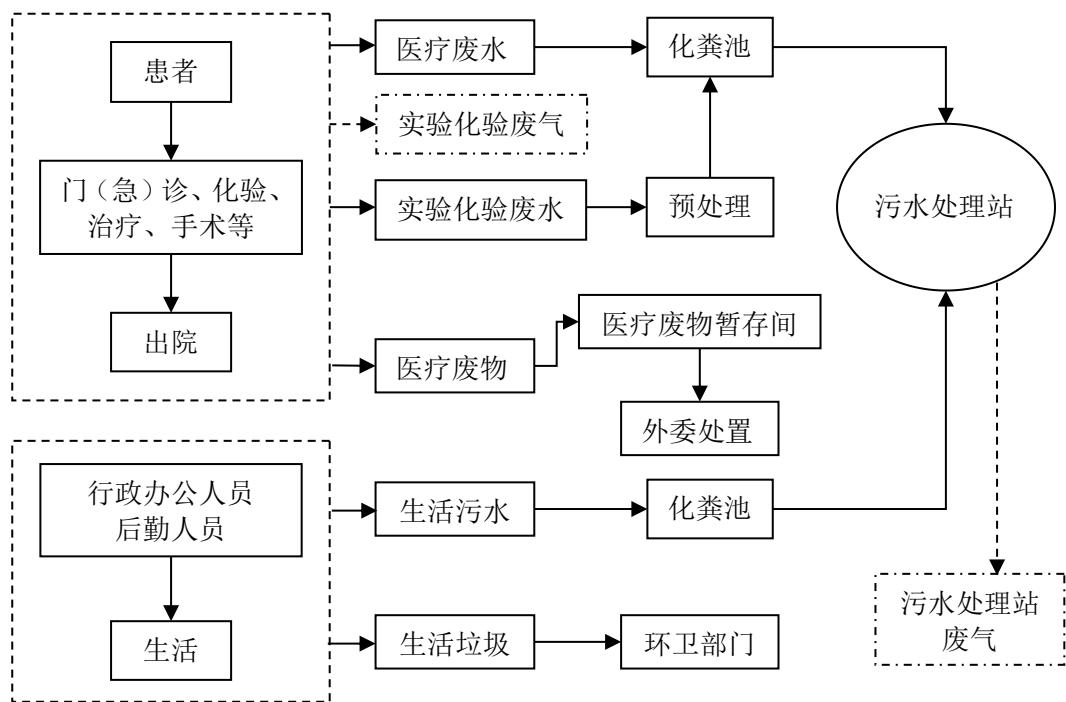 患者
门（急）诊、化验、
治疗、手术等
出院
医疗废水
化粪池
实验化验废气
实验化验废水
预处理
污水处理站
医疗废物
医疗废物暂存间
外委处置
行政办公人员
后勤人员
生活
生活污水
化粪池
生活垃圾
环卫部门
污水处理站
废气